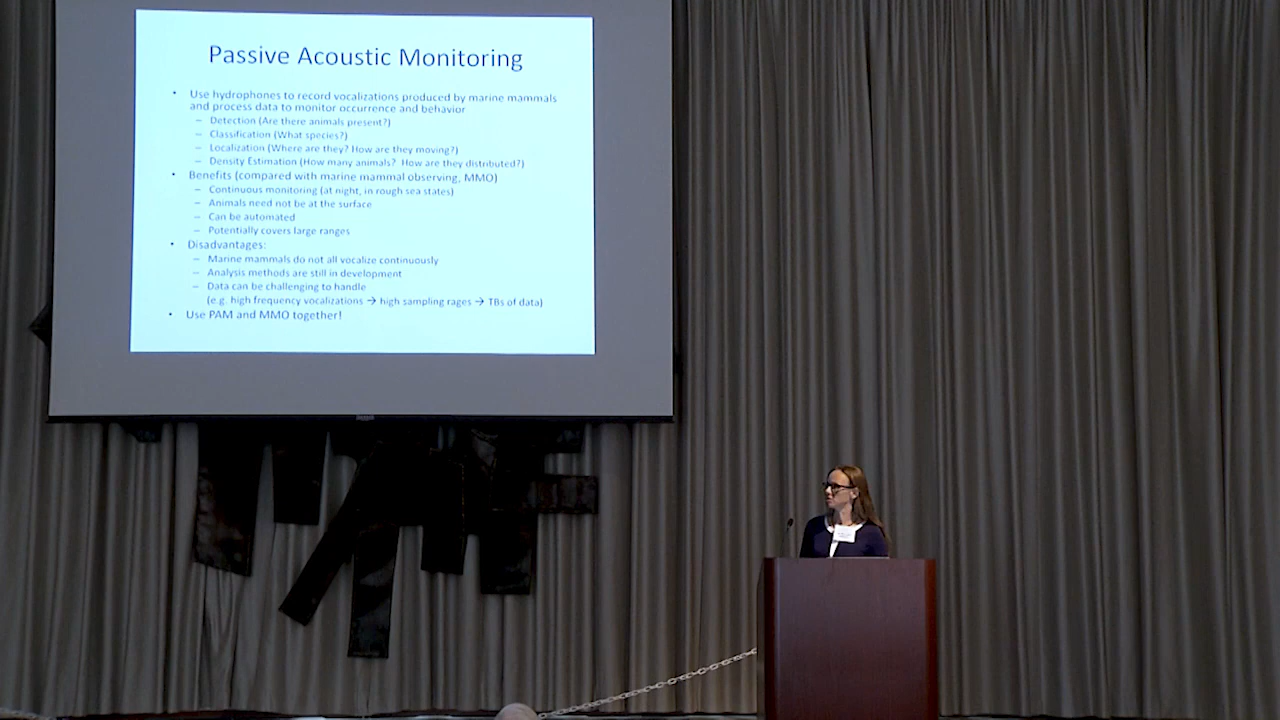 Passive Acoustic Monitoring
• Use hydrophones to record vocalizations produced by marine mammals
and process data to monitor occurrence and behavior
– Detection (Are there animals present?)
– Classification (What species?)
– Localization (Where are they? How are they moving?)
– Density Estimation (How many animals? How are they distributed?)
• Benefits (compared with marine mammal observing, MMO)
– Continuous monitoring (at night, in rough sea states)
– Animals need not be at the surface
– Can be automated
– Potentially covers large ranges
• Disadvantages:
– Marine mammals do not all vocalize continuously
– Analysis methods are still in development
– Data can be challenging to handle
(e.g. high frequency vocalizations → high sampling rages → TBs of data)
• Use PAM and MMO together!